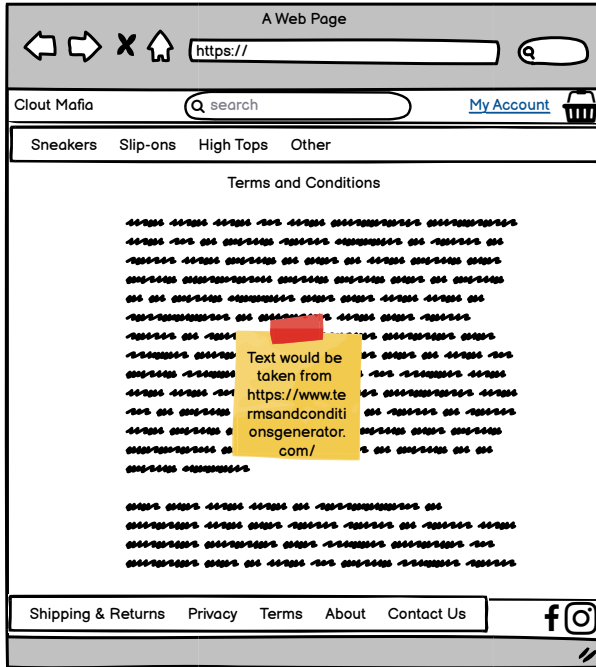 A Web Page
https://
Clout Mafia
search
My Account
Sneakers Slip-ons High Tops Other
Terms and Conditions
Text would be
taken from
https://www.te
rmsandconditi
onsgenerator.
com/
Shipping & Returns Privacy Terms About Contact Us